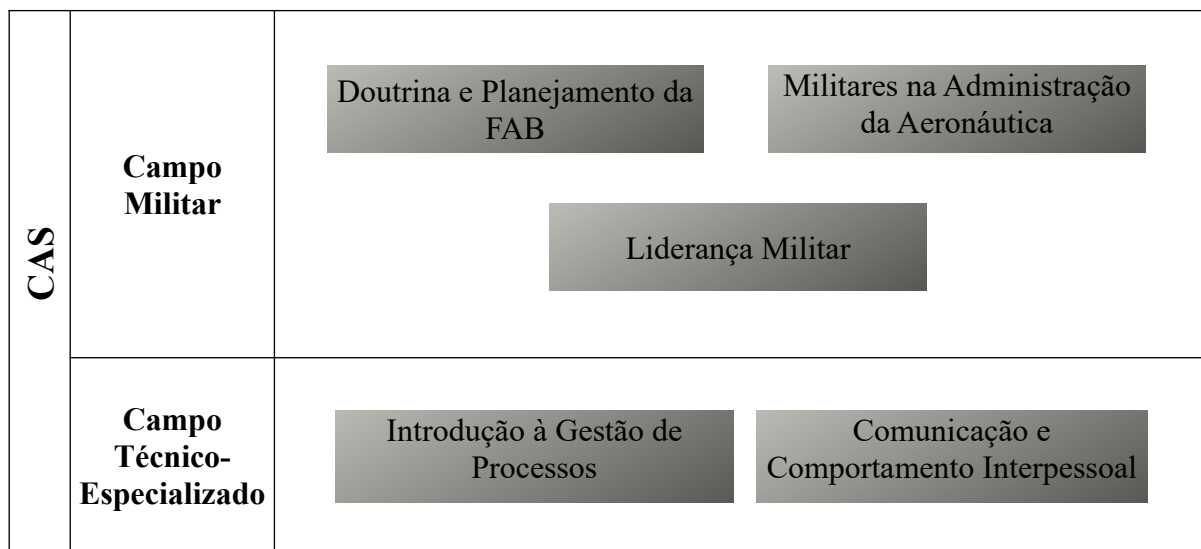 CAS
Campo
Militar
Doutrina e Planejamento da
FAB
Militares na Administração
da Aeronáutica
Liderança Militar
Campo
Técnico-
Especializado
Introdução à Gestão de
Processos
Comunicação e
Comportamento Interpessoal